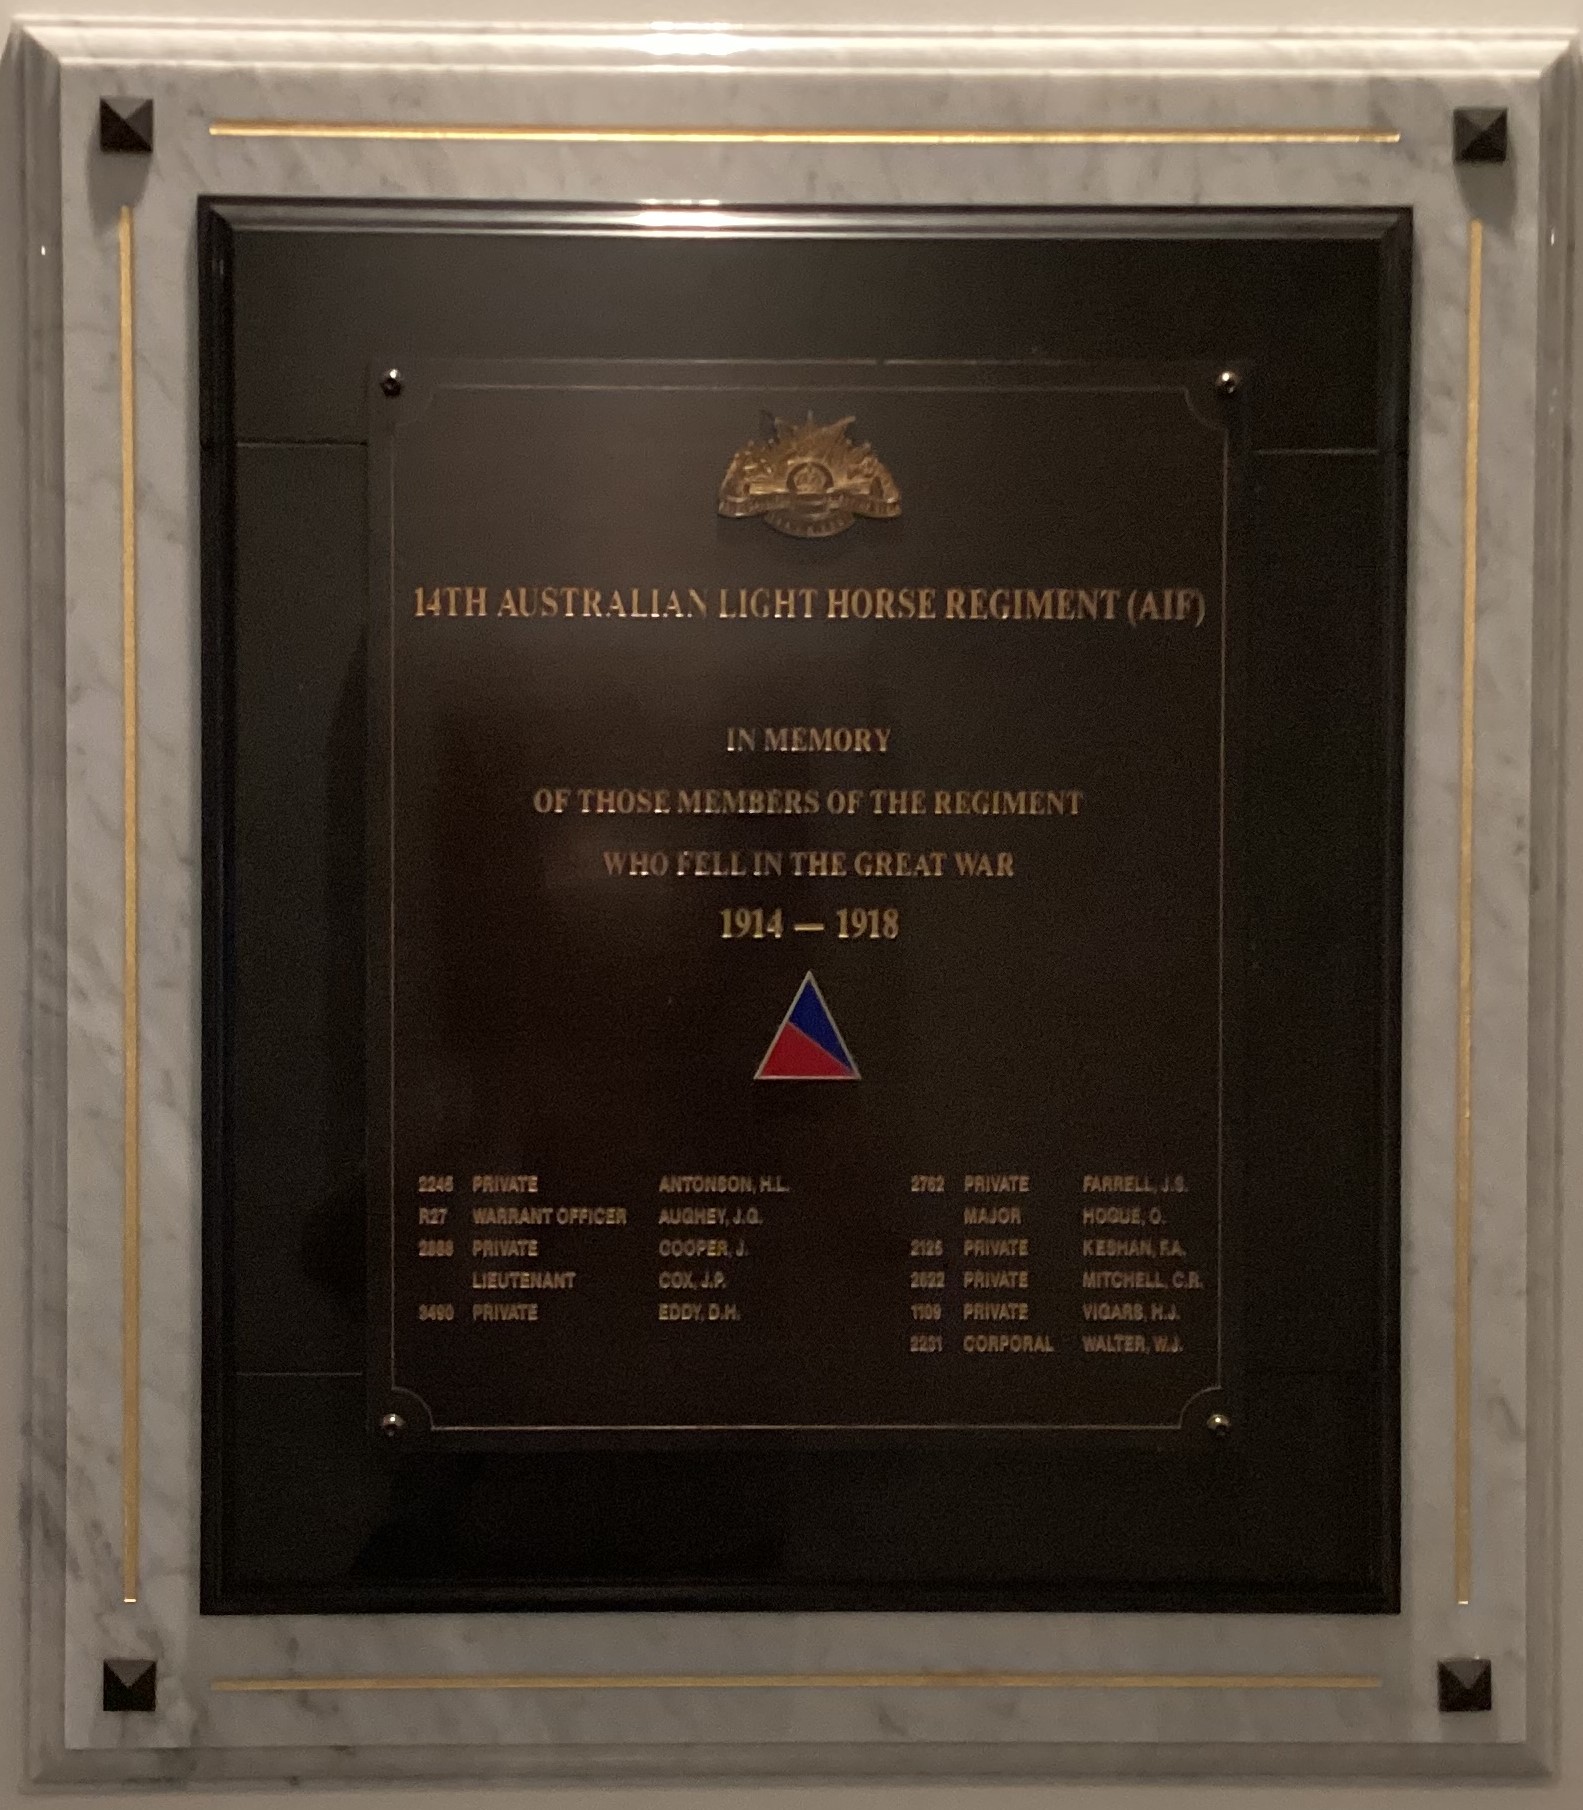 14TH AUSTRALIAN LIGHT HORSE REGIMENT (AIF)
IN MEMORY
OF THOSE MEMBERS OF THE REGIMENT
WHO FELL IN THE GREAT WAR
1914 — 1918
PRIVATE ANTONSON, H.L.
R27 WARRANT OFFICER AUGHEY, J.G.
PRIVATE COOPER, J.
LIEUTENANT COX, J.P.
3490 PRIVATE EDDY, D.H.
2762 PRIVATE FARRELL, J.S.
MAJOR HOGUE, O.
2125 PRIVATE KESHAN, F.A.
PRIVATE MITCHELL, C.R.
1109 PRIVATE VIGARS, H.J.
2231 CORPORAL WALTER, W.J.